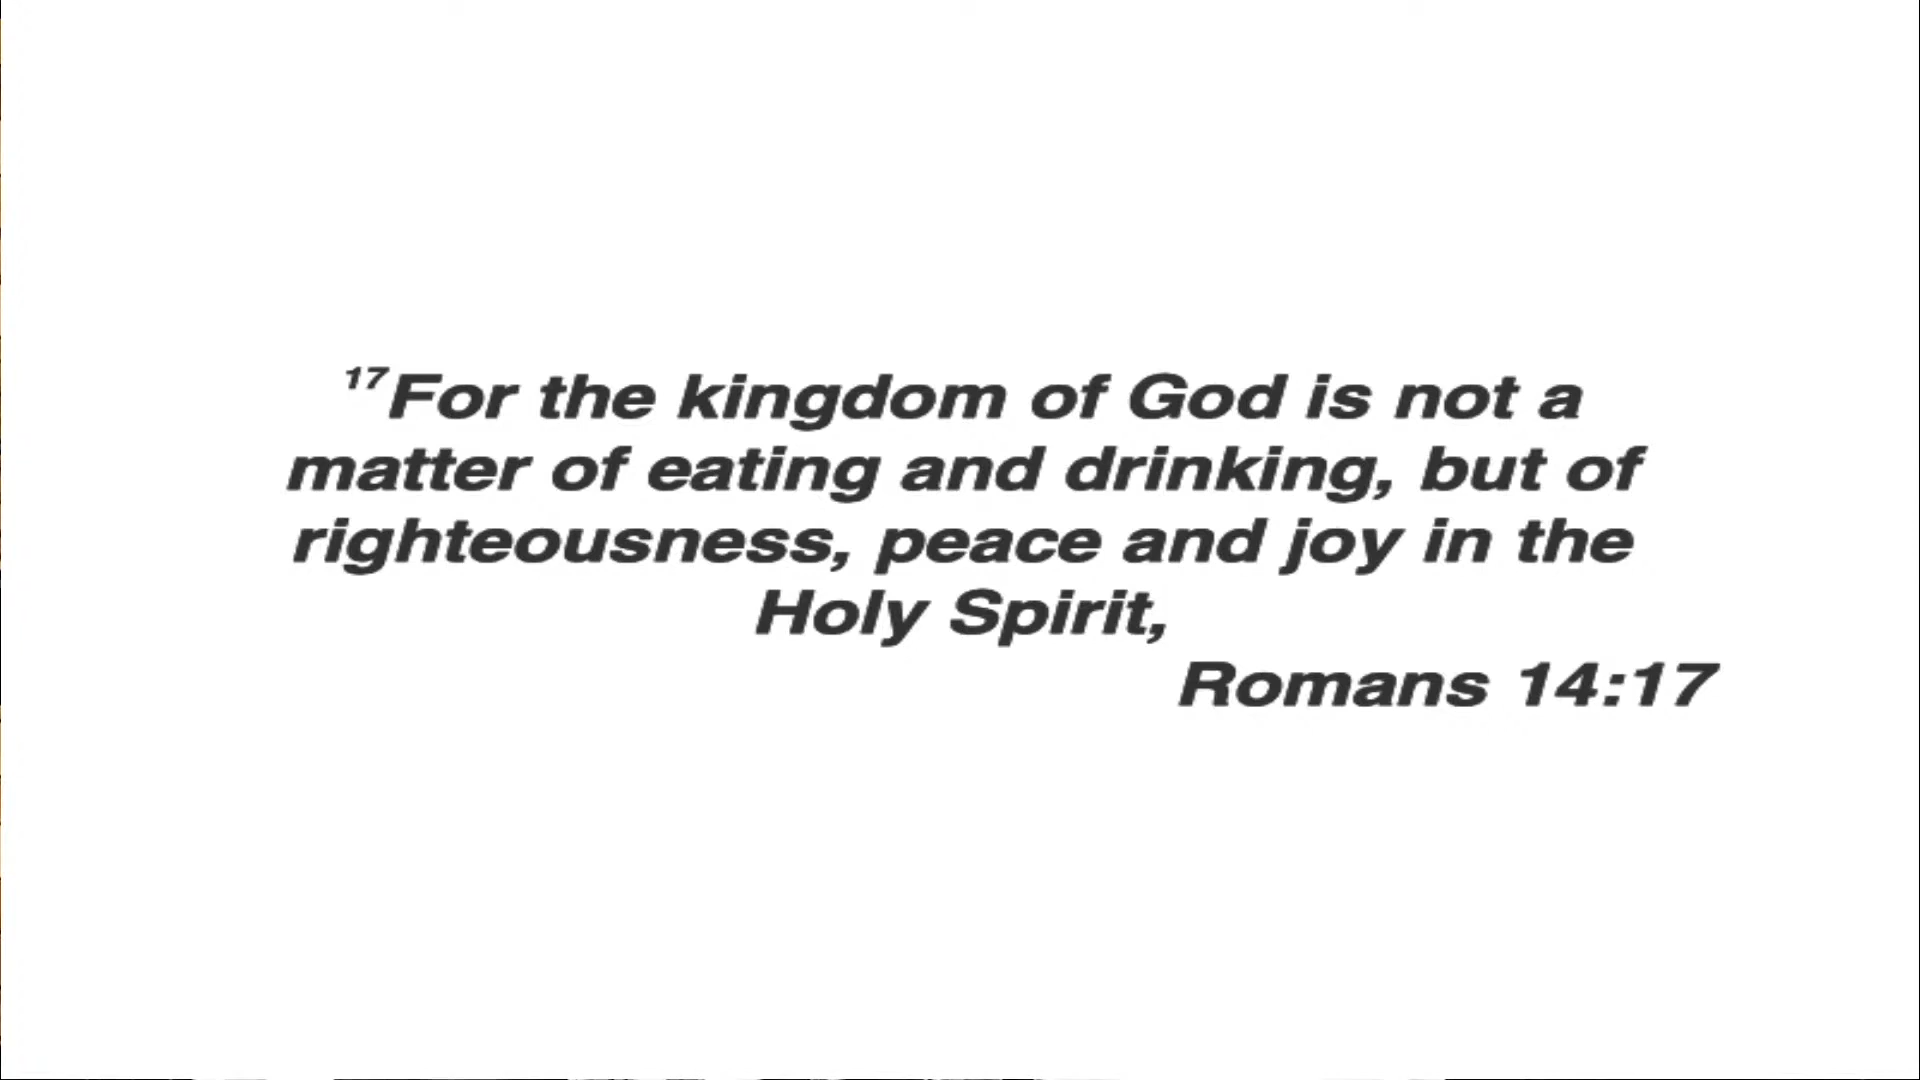 ¹⁷For the kingdom of God is not a
matter of eating and drinking, but of
righteousness, peace and joy in the
Holy Spirit,
Romans 14:17